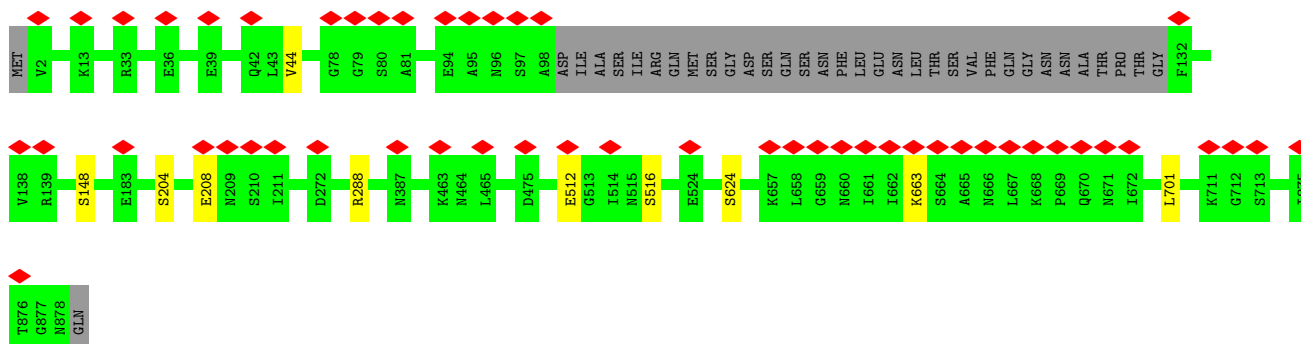 MET V2 K13 R33 E36 E39 Q42 L43 V44 G78 G79 S80 A81 E94 A95 N96 S97 A98 ASP ILE ALA SER ILE ARG GLN MET SER GLY ASP SER GLN SER ASN PHE LEU GLU ASN LEU THR SER VAL PHE GLN GLY ASN ASN ALA THR PRO THR GLY F132
V138 R139 S148 E183 S204 E208 N209 S210 I211 D272 R288 N387 K463 N464 L465 D475 E512 G513 I514 N515 S516 E524 S624 K657 L658 G659 N660 I661 I662 K663 S664 A665 N666 L667 K668 P669 Q670 N671 I672 L701 K711 G712 S713
T876 G877 N878 GLN